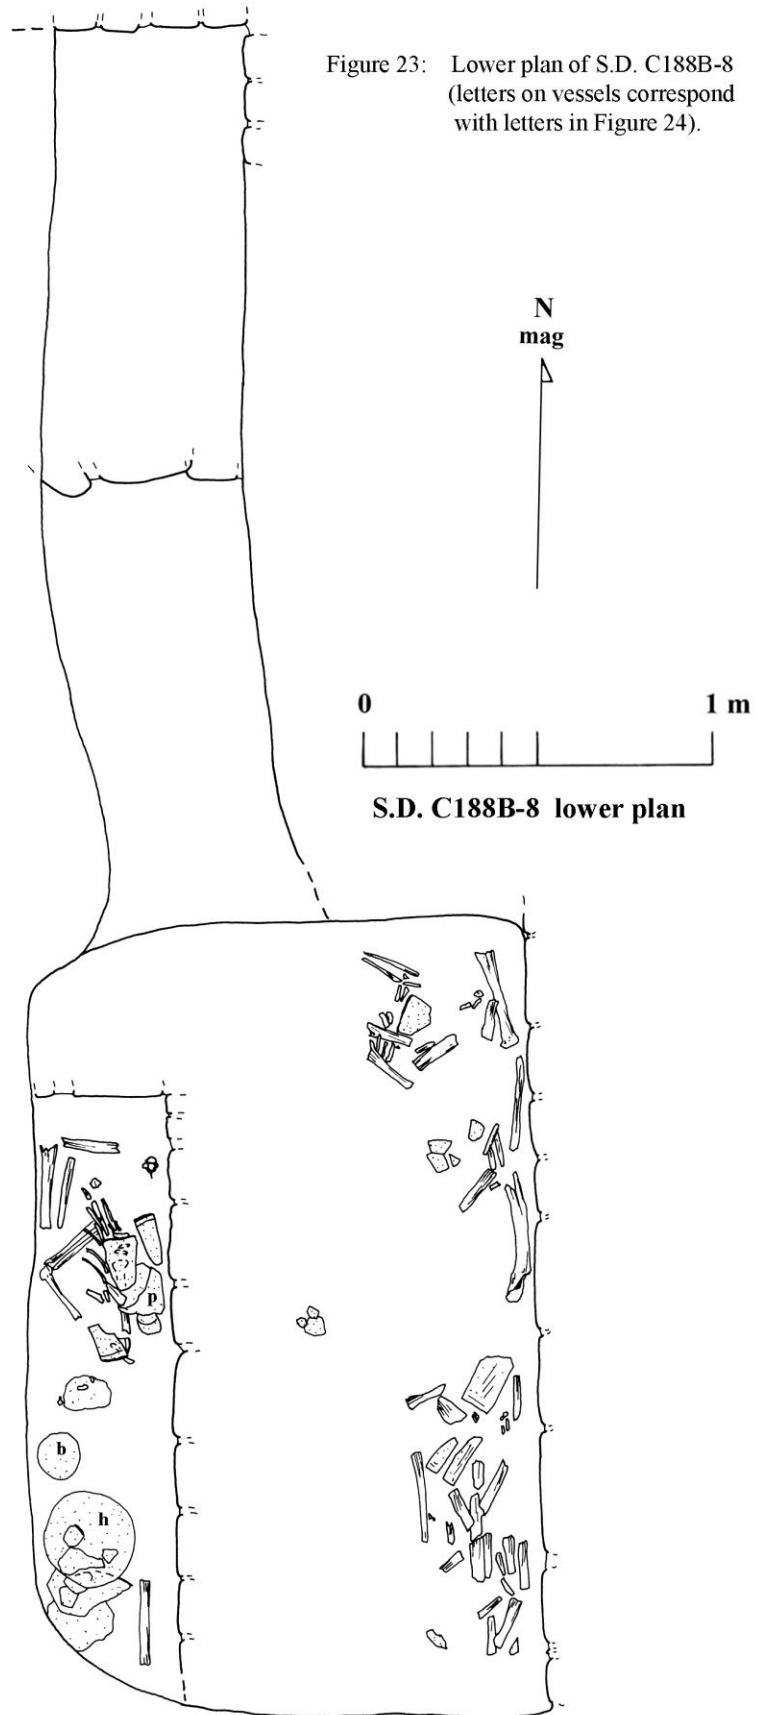 Figure 23: Lower plan of S.D. C188B-8
(letters on vessels correspond
with letters in Figure 24).
N
mag
0 1 m
S.D. C188B-8 lower plan
p
b
h